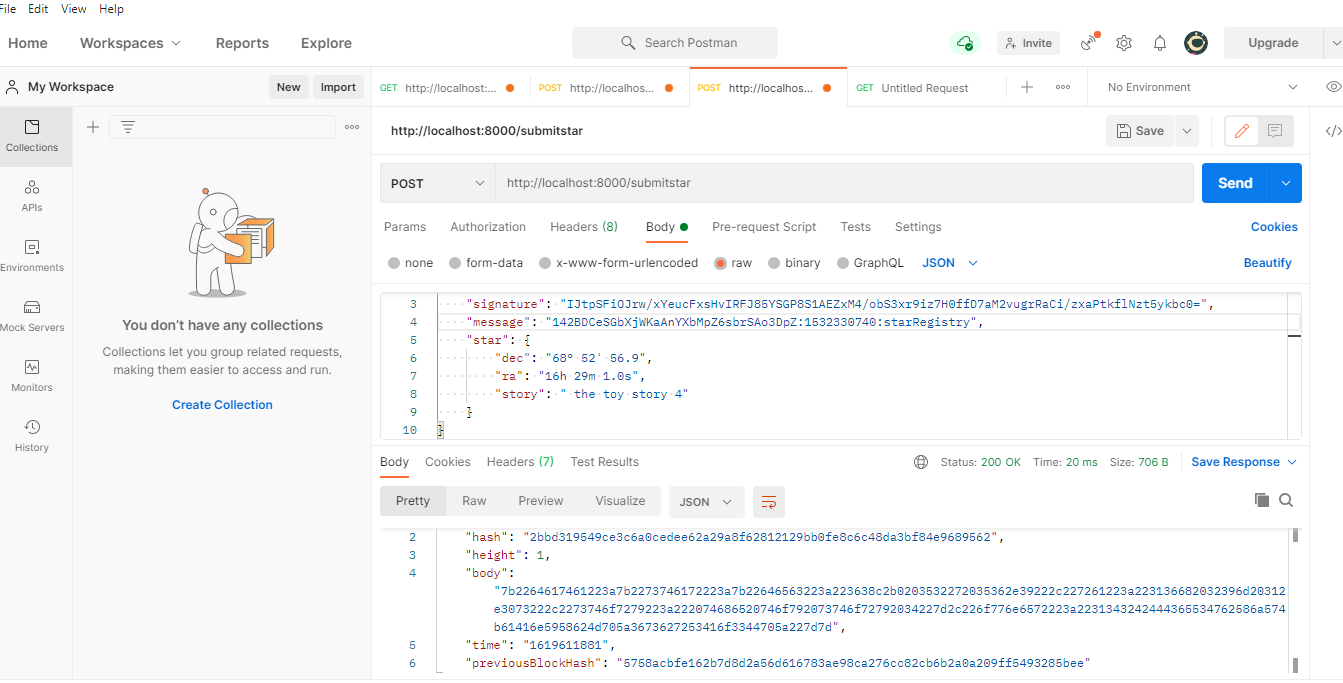 File Edit View Help
Home Workspaces Reports Explore Search Postman Invite Upgrade
My Workspace New Import GET http://localhost:... POST http://localhos... POST http://localhos... GET Untitled Request No Environment
Collections
http://localhost:8000/submitstar Save
POST http://localhost:8000/submitstar Send
APIs
Params Authorization Headers (8) Body Pre-request Script Tests Settings Cookies
Environments
none form-data x-www-form-urlencoded raw binary GraphQL JSON Beautify
3 "signature": "IJtpSFiOJrw/xYeucFxsHvIRFJ85YSGP8S1AEZxM4/obS3xr9iz7H0ffD7aM2vugrRaCi/zxaPtkflNzt5ykbc0=",
4 "message": "142BDCeSGbXjWKaAnYXbMpZ6sbrSAo3DpZ:1532330740:starRegistry",
5 "star": {
6 "dec": "68° 52' 56.9",
7 "ra": "16h 29m 1.0s",
8 "story": " the toy story 4"
9 }
10 }
Mock Servers
You don't have any collections
Collections let you group related requests,
making them easier to access and run.
Create Collection
Monitors
History
Body Cookies Headers (7) Test Results Status: 200 OK Time: 20 ms Size: 706 B Save Response
Pretty Raw Preview Visualize JSON
2 "hash": "2bbd319549ce3c6a0cedee62a29a8f62812129bb0fe8c6c48da3bf84e9689562",
3 "height": 1,
4 "body":
"7b2264617461223a7b2273746172223a7b22646563223a223638c2b0203532272035362e39222c227261223a223136682032396d20312
e3073222c2273746f7279223a222074686520746f792073746f72792034227d2c226f776e6572223a223134324244436553476258 6a574
b61416e5958624d705a3673627253416f3344705a227d7d",
5 "time": "1619611881",
6 "previousBlockHash": "5758acbfe162b7d8d2a56d616783ae98ca276cc82cb6b2a0a209ff5493285bee"